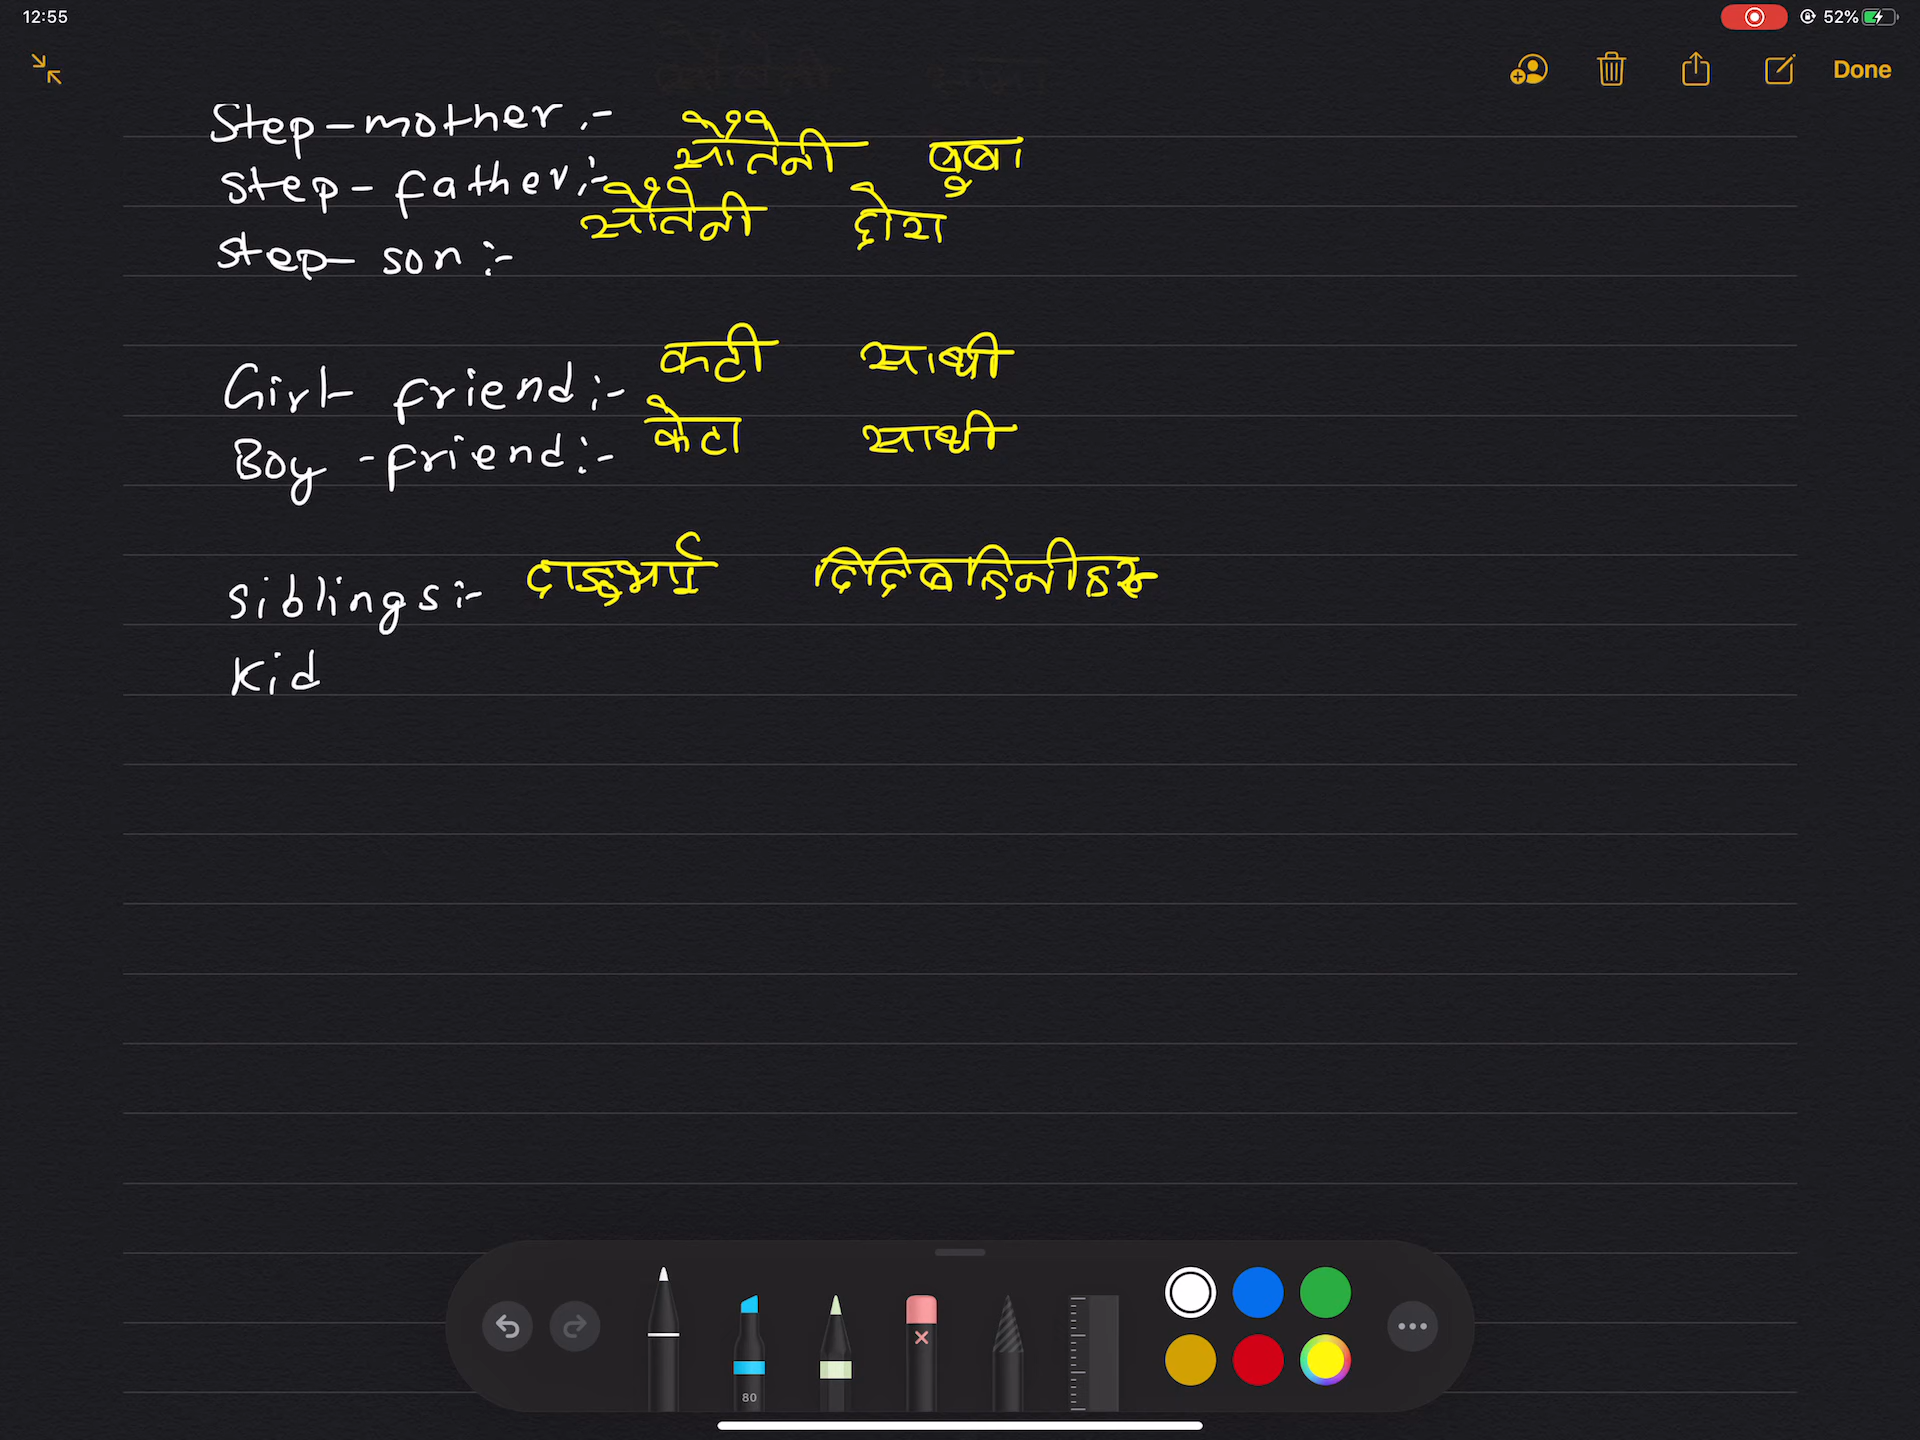 12:55
52%
Done
Step-mother :-
सौतेनी बुबा
Step-father :-
सौतेनी छोरा
Step-son :-
Girl friend :- कटी साथी
Boy-friend :- केटा साथी
Siblings :- दाजुभाई दिदिबहिनीहरू
Kid
80